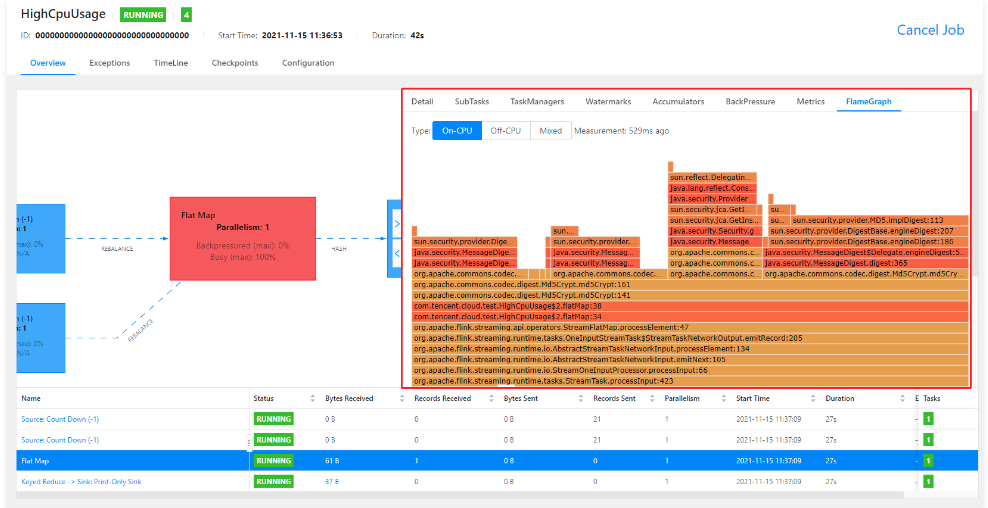 HighCpuUsage RUNNING 4
ID: 00000000000000000000000000000000 Start Time: 2021-11-15 11:36:53 Duration: 42s
Cancel Job
Overview Exceptions TimeLine Checkpoints Configuration
Detail SubTasks TaskManagers Watermarks Accumulators BackPressure Metrics FlameGraph
Type: On-CPU Off-CPU Mixed Measurement: 529ms ago
n (-1)
m: 1
max): 0%
N/A
REBALANCE
Flat Map
Parallelism: 1
Backpressured (max): 0%
Busy (max): 100%
HASH
n (-1)
m: 1
max): 0%
N/A
REBALANCE
sun.reflect.Delegatin...
java.lang.reflect.Cons...
java.security.Provider...
sun.security.jca.GetIns... su...
sun.security.jca.GetIns... su... sun.security.provider.MD5.implDigest:113
sun... java.security.Security.g... sun.security.provider.DigestBase.engineDigest:207
sun.security.provider.Dige... sun.security.provider... java.security.Message... sun.security.provider.DigestBase.engineDigest:186
java.security.MessageDige... java.security.Messag... org.apache.commons.c... java.security.MessageDigest$Delegate.engineDigest:5...
java.security.MessageDige... java.security.Messag... org.apache.commons.c... java.security.MessageDigest.digest:365
org.apache.commons.codec... org.apache.commons.codec... org.apache.commons.c... org.apache.commons.codec.digest.Md5Crypt.md5Cry...
org.apache.commons.codec.digest.Md5Crypt.md5Crypt:161
org.apache.commons.codec.digest.Md5Crypt.md5Crypt:141
com.tencent.cloud.test.HighCpuUsage$2.flatMap:38
com.tencent.cloud.test.HighCpuUsage$2.flatMap:34
org.apache.flink.streaming.api.operators.StreamFlatMap.processElement:47
org.apache.flink.streaming.runtime.tasks.OneInputStreamTask$StreamTaskNetworkOutput.emitRecord:205
org.apache.flink.streaming.runtime.io.AbstractStreamTaskNetworkInput.processElement:134
org.apache.flink.streaming.runtime.io.AbstractStreamTaskNetworkInput.emitNext:105
org.apache.flink.streaming.runtime.io.StreamOneInputProcessor.processInput:66
org.apache.flink.streaming.runtime.tasks.StreamTask.processInput:423
Name Status Bytes Received Records Received Bytes Sent Records Sent Parallelism Start Time Duration E Tasks
Source: Count Down (-1) RUNNING 0 B 0 0 B 21 1 2021-11-15 11:37:09 27s - 1
Source: Count Down (-1) RUNNING 0 B 0 0 B 21 1 2021-11-15 11:37:09 27s - 1
Flat Map RUNNING 61 B 1 0 B 0 1 2021-11-15 11:37:09 27s - 1
Keyed Reduce -> Sink: Print-Only Sink RUNNING 37 B 0 0 B 0 1 2021-11-15 11:37:09 27s - 1